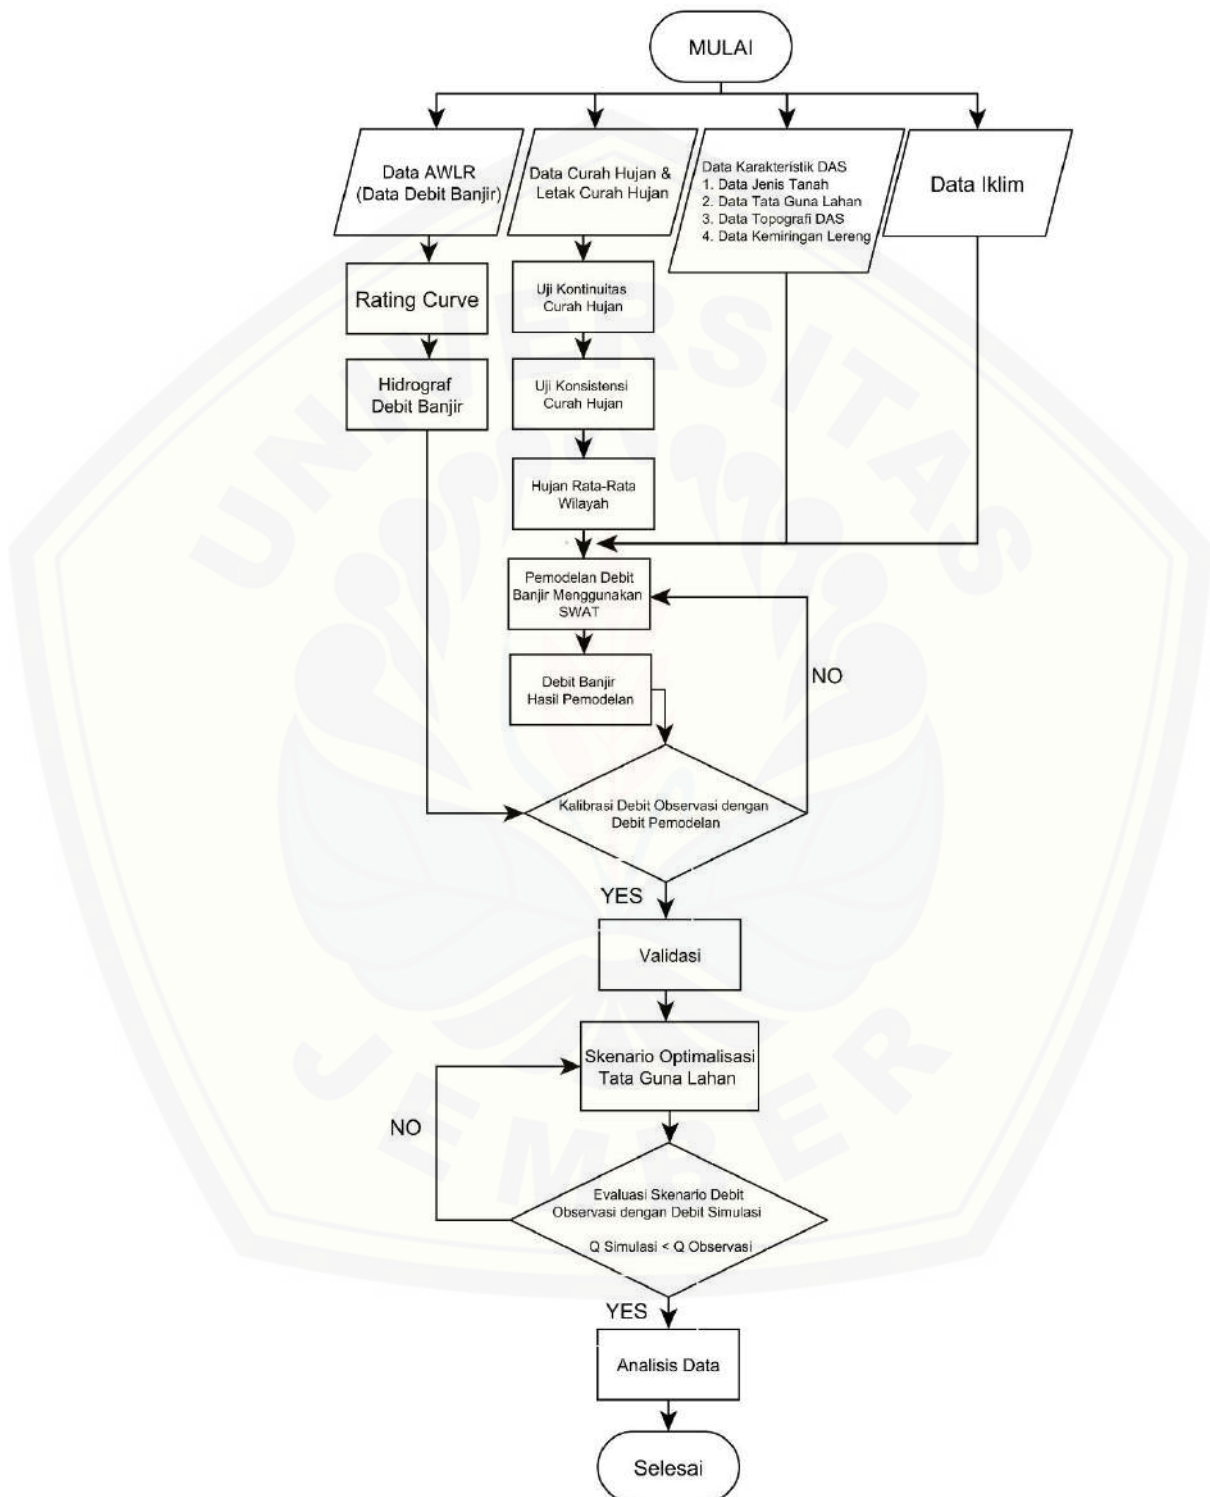 MULAI
Data AWLR
(Data Debit Banjir)
Data Curah Hujan &
Letak Curah Hujan
Data Karakteristik DAS
1. Data Jenis Tanah
2. Data Tata Guna Lahan
3. Data Topografi DAS
4. Data Kemiringan Lereng
Data Iklim
Rating Curve
Hidrograf
Debit Banjir
Uji Kontinuitas
Curah Hujan
Uji Konsistensi
Curah Hujan
Hujan Rata-Rata
Wilayah
Pemodelan Debit
Banjir Menggunakan
SWAT
Debit Banjir
Hasil Pemodelan
NO
Kalibrasi Debit Observasi dengan
Debit Pemodelan
YES
Validasi
Skenario Optimalisasi
Tata Guna Lahan
NO
Evaluasi Skenario Debit
Observasi dengan Debit Simulasi
Q Simulasi < Q Observasi
YES
Analisis Data
Selesai
UNIVERSITAS
JEMBER